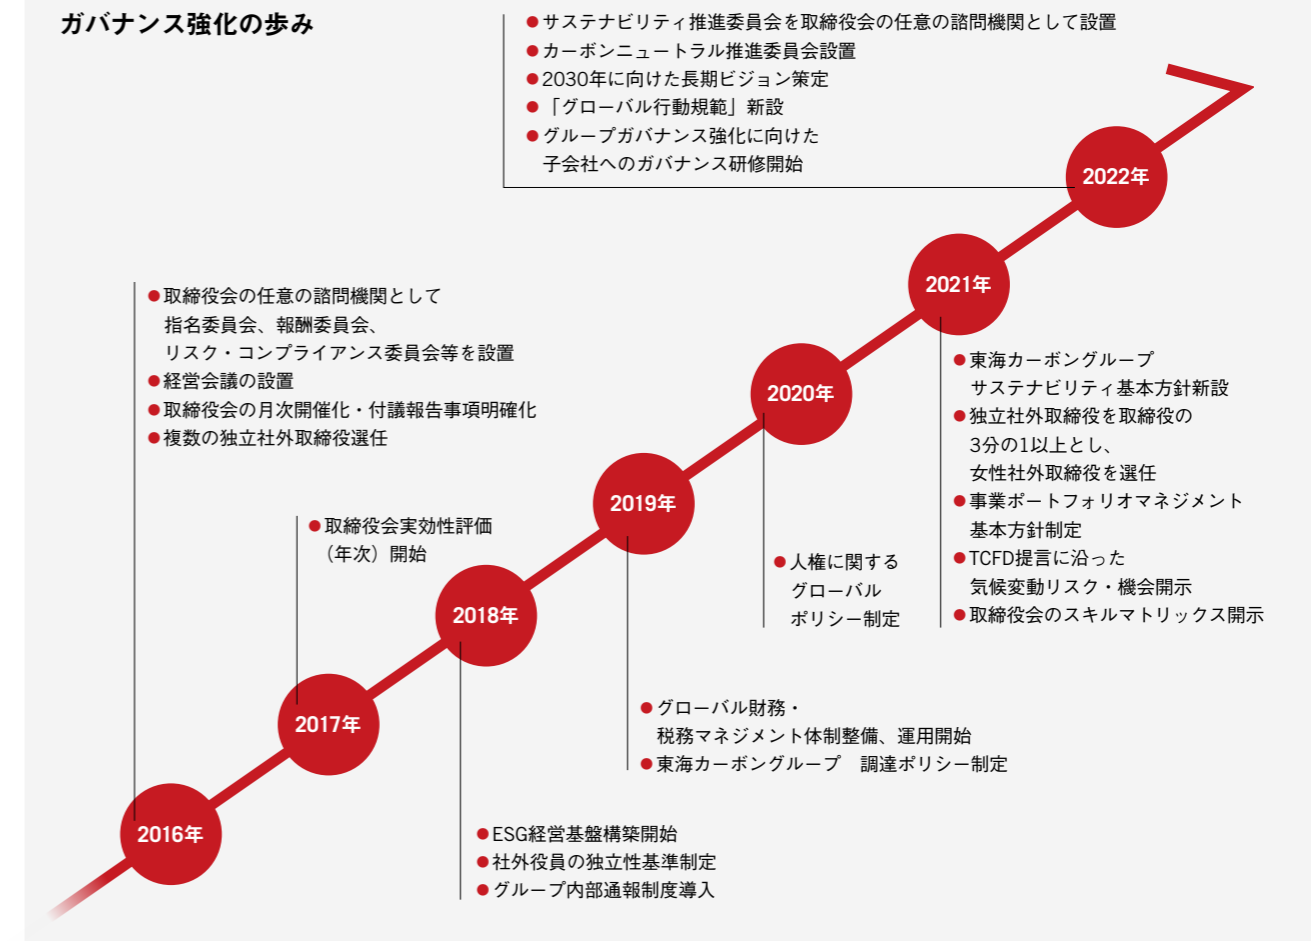 ガバナンス強化の歩み
●サステナビリティ推進委員会を取締役会の任意の諮問機関として設置
●カーボンニュートラル推進委員会設置
●2030年に向けた長期ビジョン策定
●「グローバル行動規範」新設
●グループガバナンス強化に向けた
子会社へのガバナンス研修開始
2022年
2021年
●東海カーボングループ
サステナビリティ基本方針新設
●独立社外取締役を取締役の
3分の1以上とし、
女性社外取締役を選任
●事業ポートフォリオマネジメント
基本方針制定
●TCFD提言に沿った
気候変動リスク・機会開示
●取締役会のスキルマトリックス開示
2020年
●人権に関する
グローバル
ポリシー制定
2019年
●グローバル財務・
税務マネジメント体制整備、運用開始
●東海カーボングループ　調達ポリシー制定
2018年
●ESG経営基盤構築開始
●社外役員の独立性基準制定
●グループ内部通報制度導入
●取締役会実効性評価
（年次）開始
2017年
●取締役会の任意の諮問機関として
指名委員会、報酬委員会、
リスク・コンプライアンス委員会等を設置
●経営会議の設置
●取締役会の月次開催化・付議報告事項明確化
●複数の独立社外取締役選任
2016年